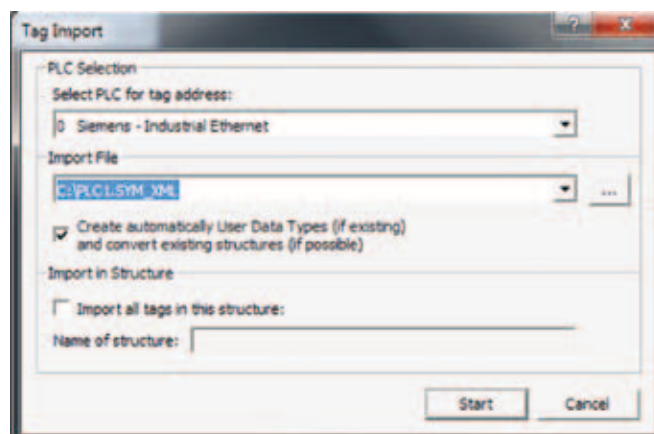 Tag Import
PLC Selection
Select PLC for tag address:
0 Siemens - Industrial Ethernet
Import File
C:\PLC1.SYM_XML
...
Create automatically User Data Types (if existing)
and convert existing structures (if possible)
Import in Structure
Import all tags in this structure:
Name of structure:
Start
Cancel